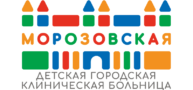 МОРОЗОВСКАЯ
ДЕТСКАЯ ГОРОДСКАЯ
КЛИНИЧЕСКАЯ БОЛЬНИЦА